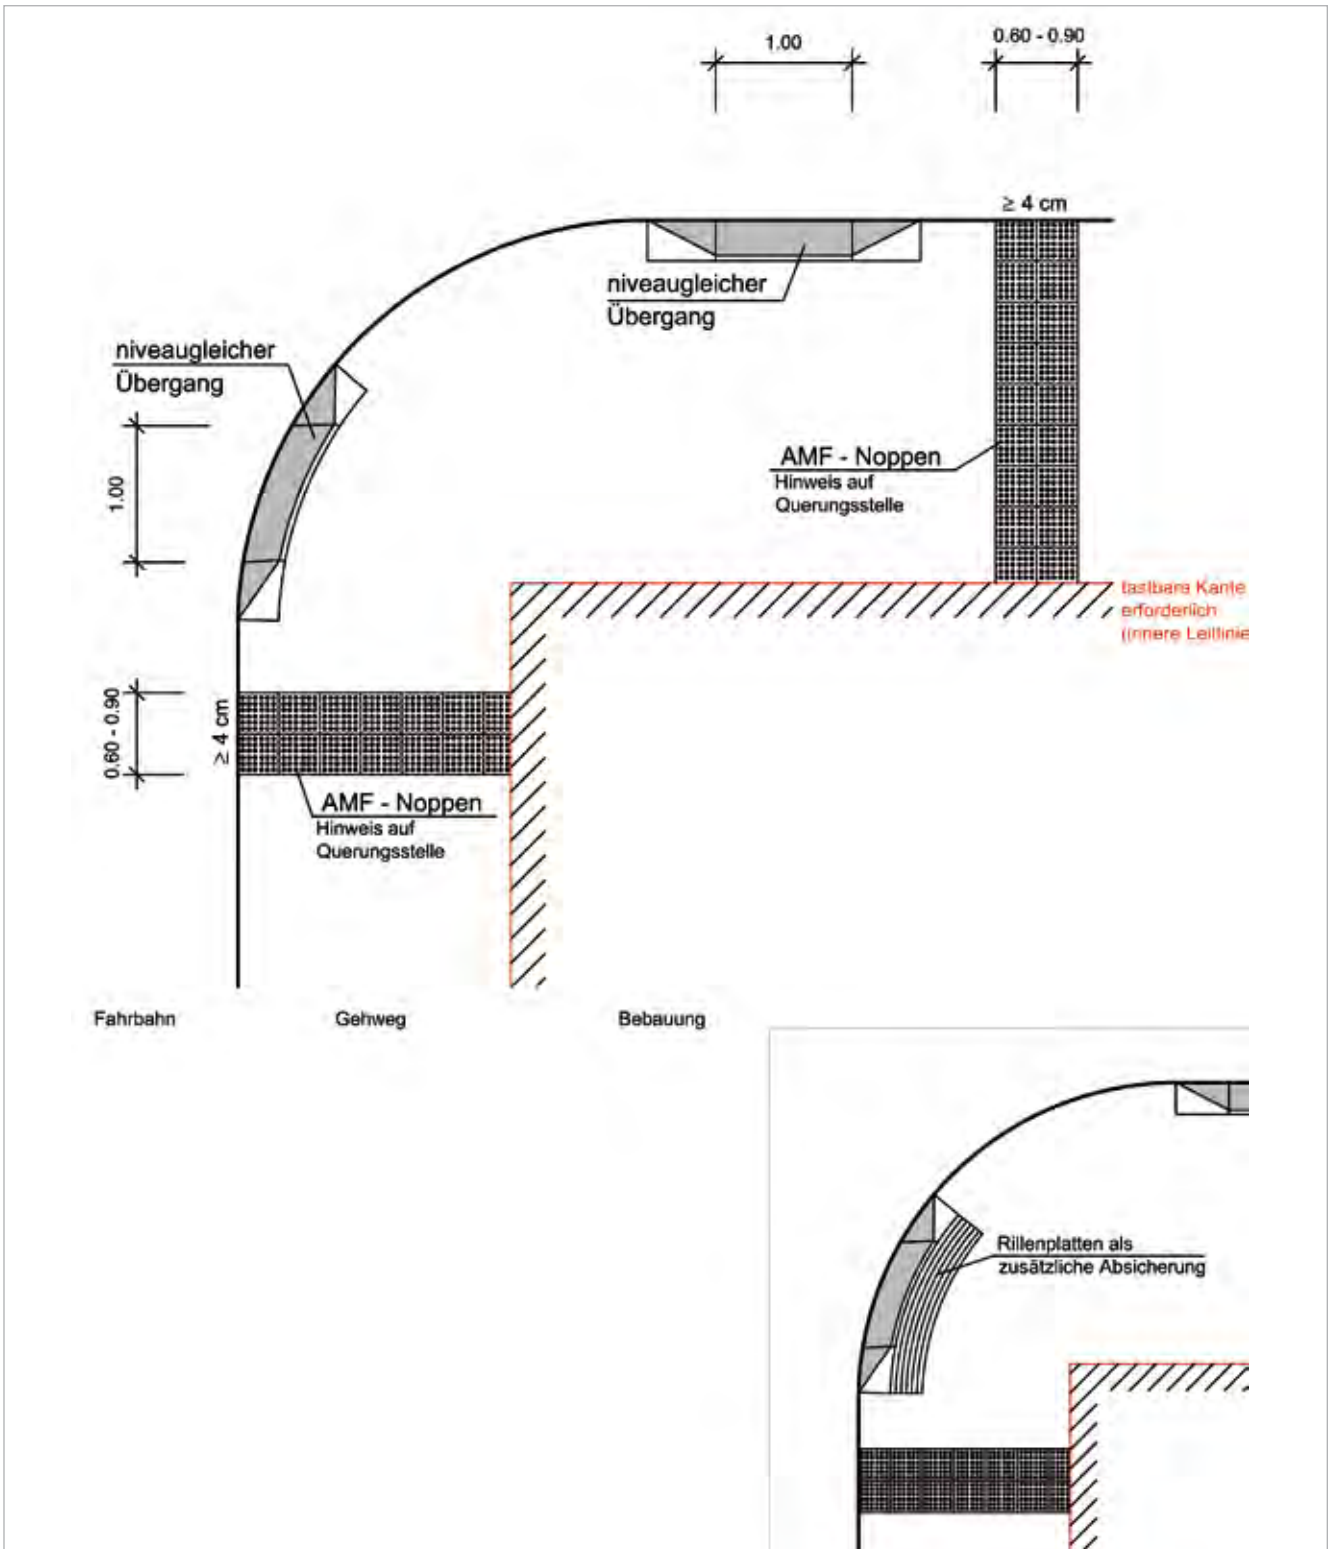 1.00
0.60 - 0.90
≥ 4 cm
niveaugleicher
Übergang
niveaugleicher
Übergang
1.00
AMF - Noppen
Hinweis auf
Querungsstelle
tastbare Kante
erforderlich
(innere Leitlinie
0.60 - 0.90
≥ 4 cm
AMF - Noppen
Hinweis auf
Querungsstelle
Fahrbahn Gehweg Bebauung
Rillenplatten als
zusätzliche Absicherung